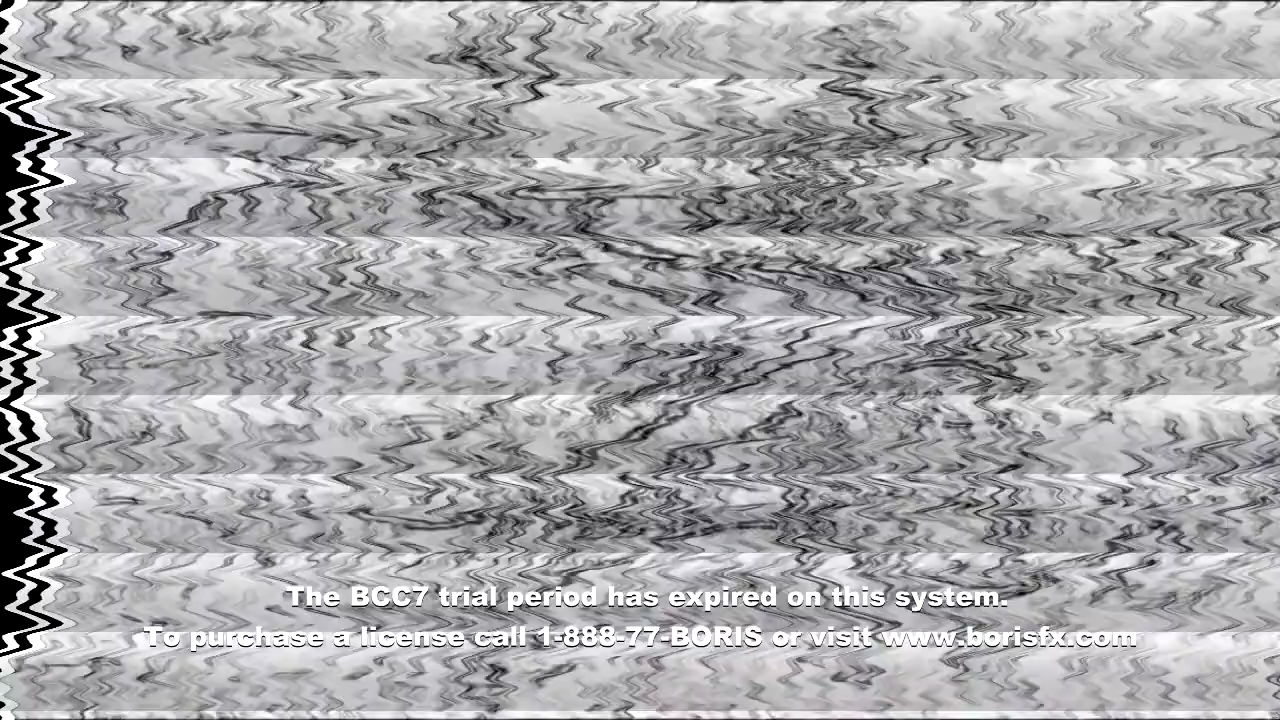 The BCC7 trial period has expired on this system.
To purchase a license call 1-888-77-BORIS or visit www.borisfx.com